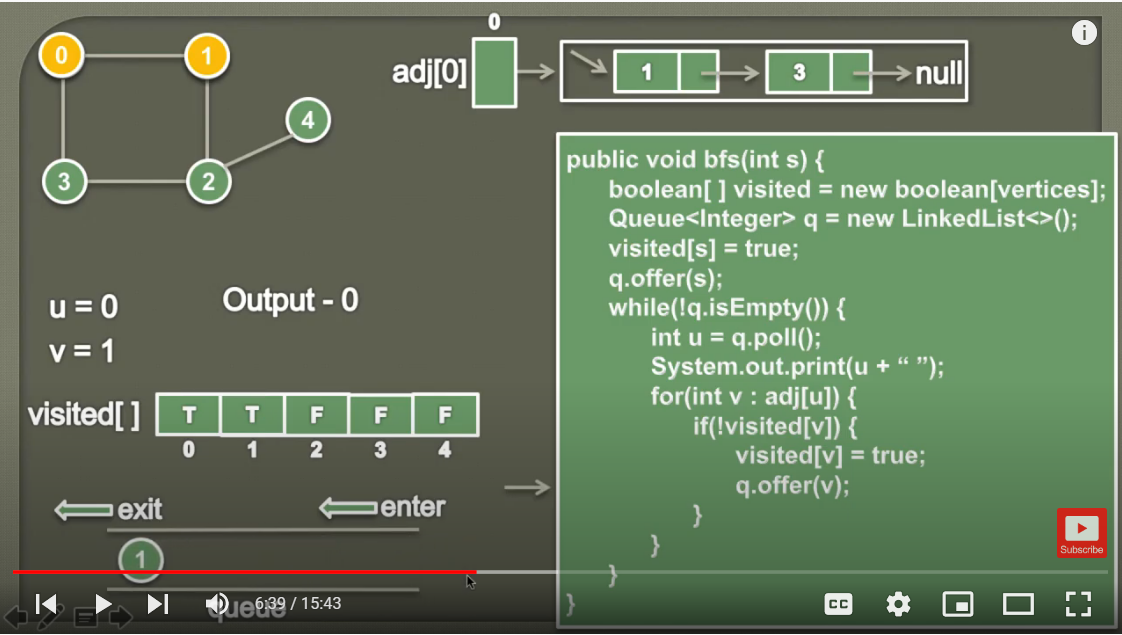 0
1
4
3
2
0
adj[0]
1
3
null
u = 0
v = 1
Output - 0
visited[ ]
T T F F F
0 1 2 3 4
exit
enter
1
queue
public void bfs(int s) {
boolean[ ] visited = new boolean[vertices];
Queue<Integer> q = new LinkedList<>();
visited[s] = true;
q.offer(s);
while(!q.isEmpty()) {
int u = q.poll();
System.out.print(u + “ ”);
for(int v : adj[u]) {
if(!visited[v]) {
visited[v] = true;
q.offer(v);
}
}
}
}
i
Subscribe
6:39 / 15:43
CC